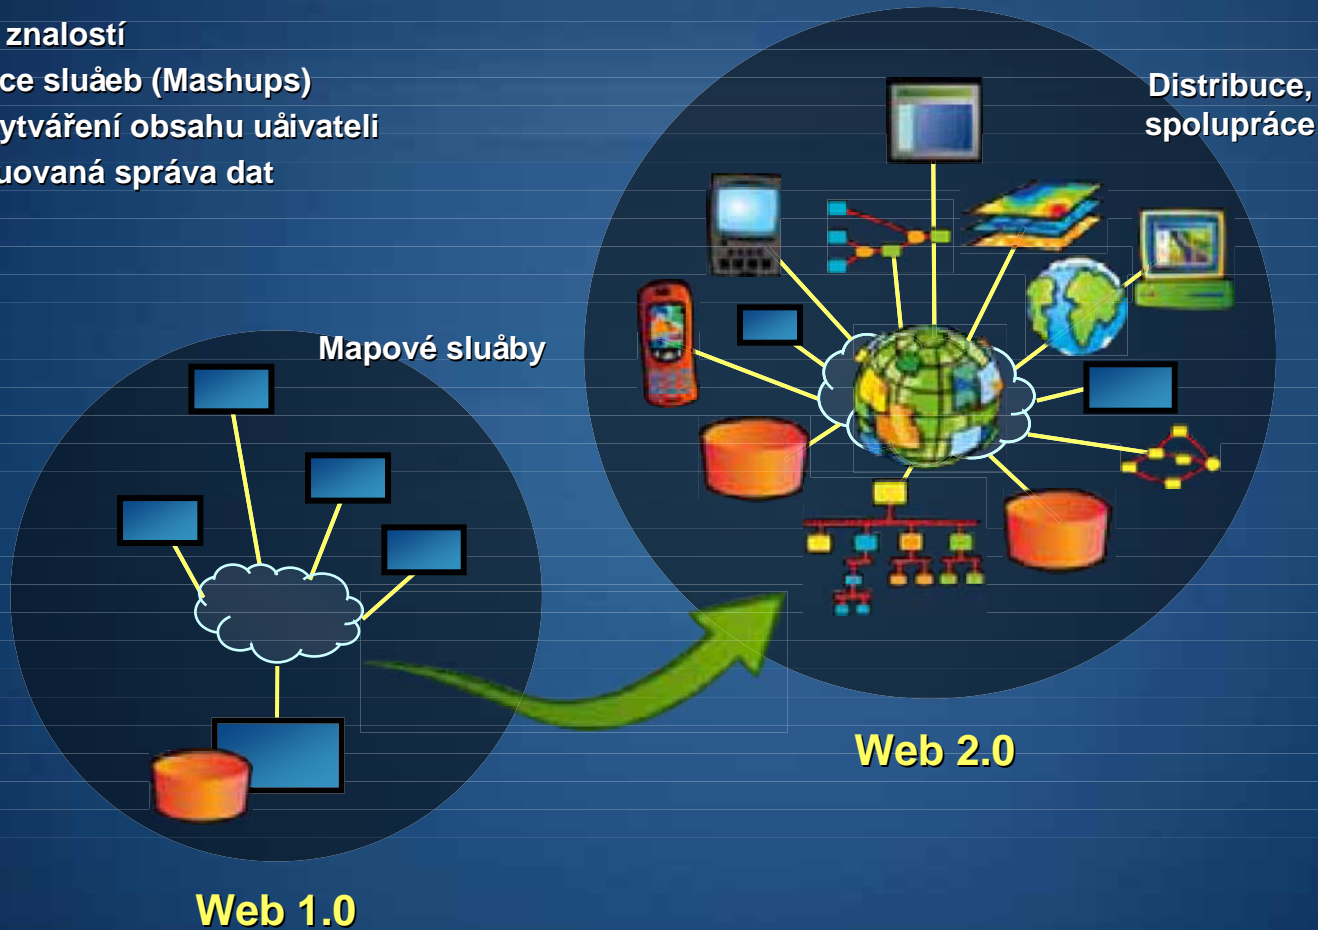 znalostí
ce sluåeb (Mashups)
ytváření obsahu uåivateli
uovaná správa dat
Distribuce,
spolupráce
Mapové sluåby
Web 2.0
Web 1.0